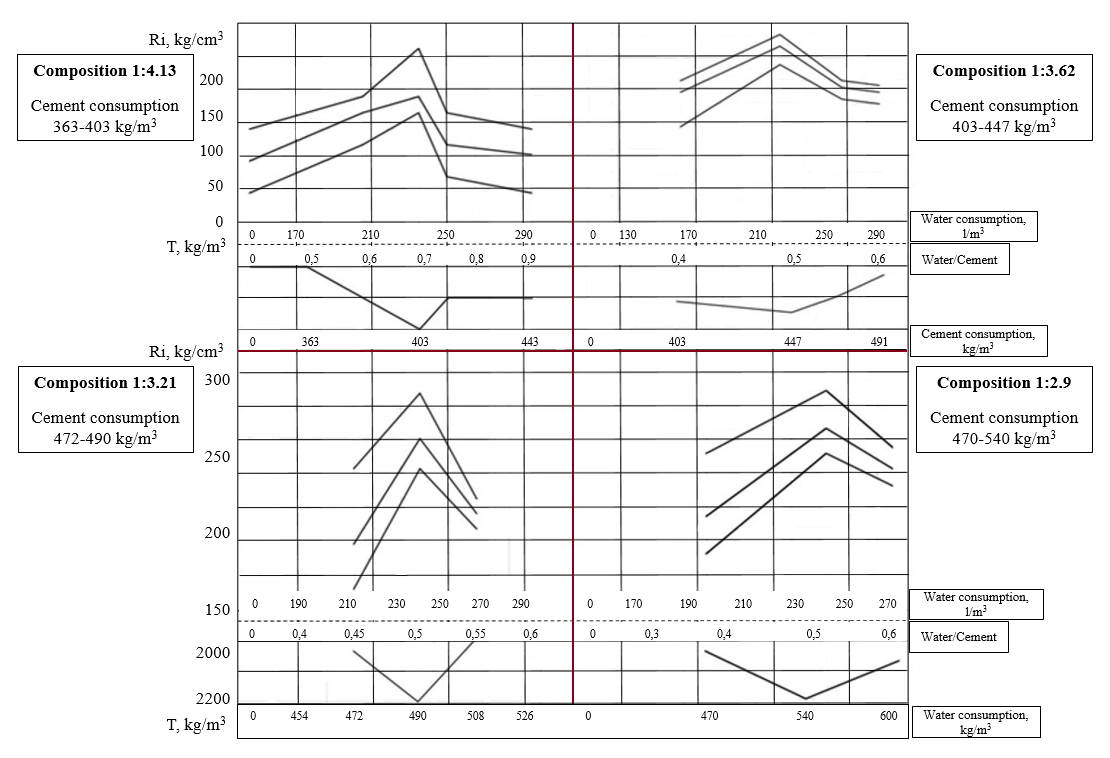 Ri, kg/cm³
Composition 1:4.13
Cement consumption
363-403 kg/m³
200
150
100
50
0
Composition 1:3.62
Cement consumption
403-447 kg/m³
0 170 210 250 290 0 130 170 210 250 290
Water consumption,
l/m³
T, kg/m³
0 0,5 0,6 0,7 0,8 0,9 0,4 0,5 0,6
Water/Cement
0 363 403 443 0 403 447 491
Cement consumption,
kg/m³
Ri, kg/cm³
Composition 1:3.21
Cement consumption
472-490 kg/m³
300
250
200
150
Composition 1:2.9
Cement consumption
470-540 kg/m³
0 190 210 230 250 270 290 0 170 190 210 230 250 270
Water consumption,
l/m³
0 0,4 0,45 0,5 0,55 0,6 0 0,3 0,4 0,5 0,6
Water/Cement
2000
2200
0 454 472 490 508 526 0 470 540 600
Water consumption,
kg/m³
T, kg/m³